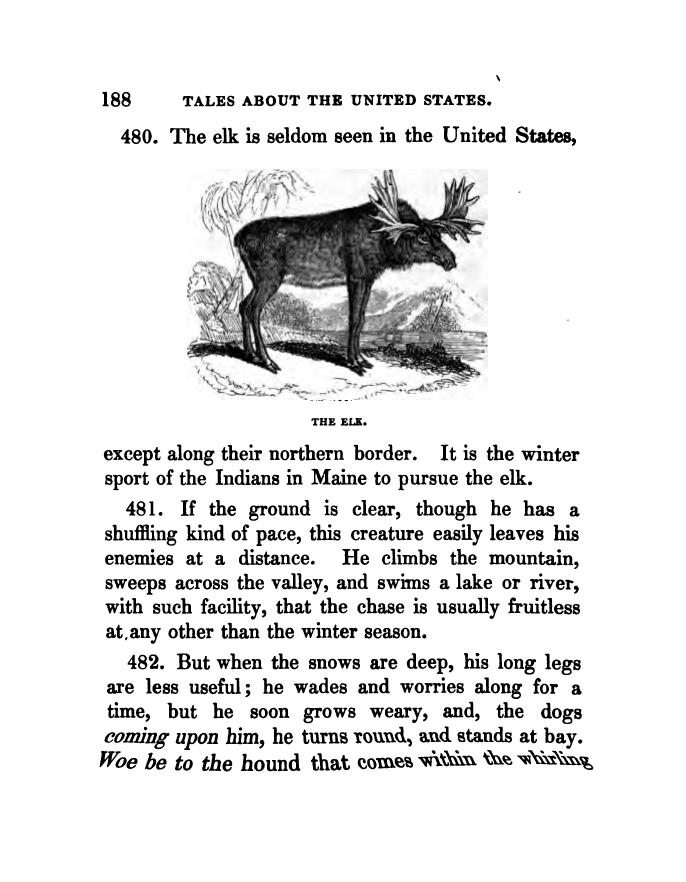 188 TALES ABOUT THE UNITED STATES.
480. The elk is seldom seen in the United States,
THE ELK.
except along their northern border. It is the winter
sport of the Indians in Maine to pursue the elk.
481. If the ground is clear, though he has a
shuffling kind of pace, this creature easily leaves his
enemies at a distance. He climbs the mountain,
sweeps across the valley, and swims a lake or river,
with such facility, that the chase is usually fruitless
at any other than the winter season.
482. But when the snows are deep, his long legs
are less useful; he wades and worries along for a
time, but he soon grows weary, and, the dogs
coming upon him, he turns round, and stands at bay.
Woe be to the hound that comes within the whirling